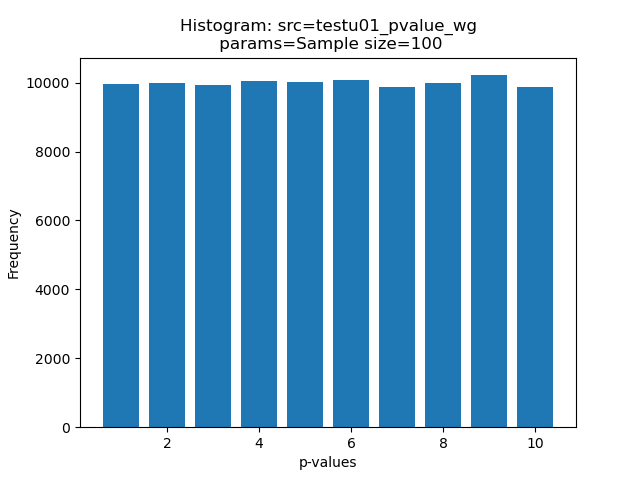 Histogram: src=testu01_pvalue_wg
params=Sample size=100
10000
8000
6000
4000
2000
0
Frequency
2 4 6 8 10
p-values